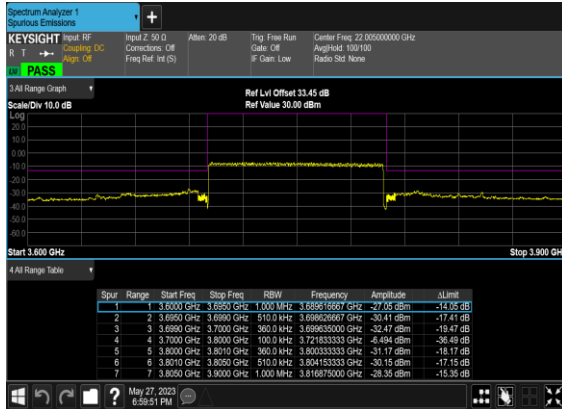 Spectrum Analyzer 1
Spurious Emissions
+
KEYSIGHT Input: RF Input Z: 50 Ω Atten: 20 dB Trig: Free Run Center Freq: 22.005000000 GHz
R T Coupling: DC Corrections: Off Gate: Off Avg|Hold: 100/100
Align: Off Freq Ref: Int (S) IF Gain: Low Radio Std: None
PASS
3 All Range Graph
Ref Lvl Offset 33.45 dB
Scale/Div 10.0 dB Ref Value 30.00 dBm
Log
20.0
10.0
0.00
-10.0
-20.0
-30.0
-40.0
-50.0
-60.0
Start 3.600 GHz Stop 3.900 GH
4 All Range Table
Spur Range Start Freq Stop Freq RBW Frequency Amplitude ΔLimit
1 1 3.6000 GHz 3.6950 GHz 1.000 MHz 3.689616667 GHz -27.05 dBm -14.05 dB
2 2 3.6950 GHz 3.6990 GHz 510.0 kHz 3.698626667 GHz -30.41 dBm -17.41 dB
3 3 3.6990 GHz 3.7000 GHz 360.0 kHz 3.699635000 GHz -32.47 dBm -19.47 dB
4 4 3.7000 GHz 3.8000 GHz 100.0 kHz 3.721833333 GHz -6.494 dBm -36.49 dB
5 5 3.8000 GHz 3.8010 GHz 360.0 kHz 3.800333333 GHz -31.17 dBm -18.17 dB
6 6 3.8010 GHz 3.8050 GHz 510.0 kHz 3.804153333 GHz -30.15 dBm -17.15 dB
7 7 3.8050 GHz 3.9000 GHz 1.000 MHz 3.816875000 GHz -28.35 dBm -15.35 dB
? May 27, 2023
6:59:51 PM